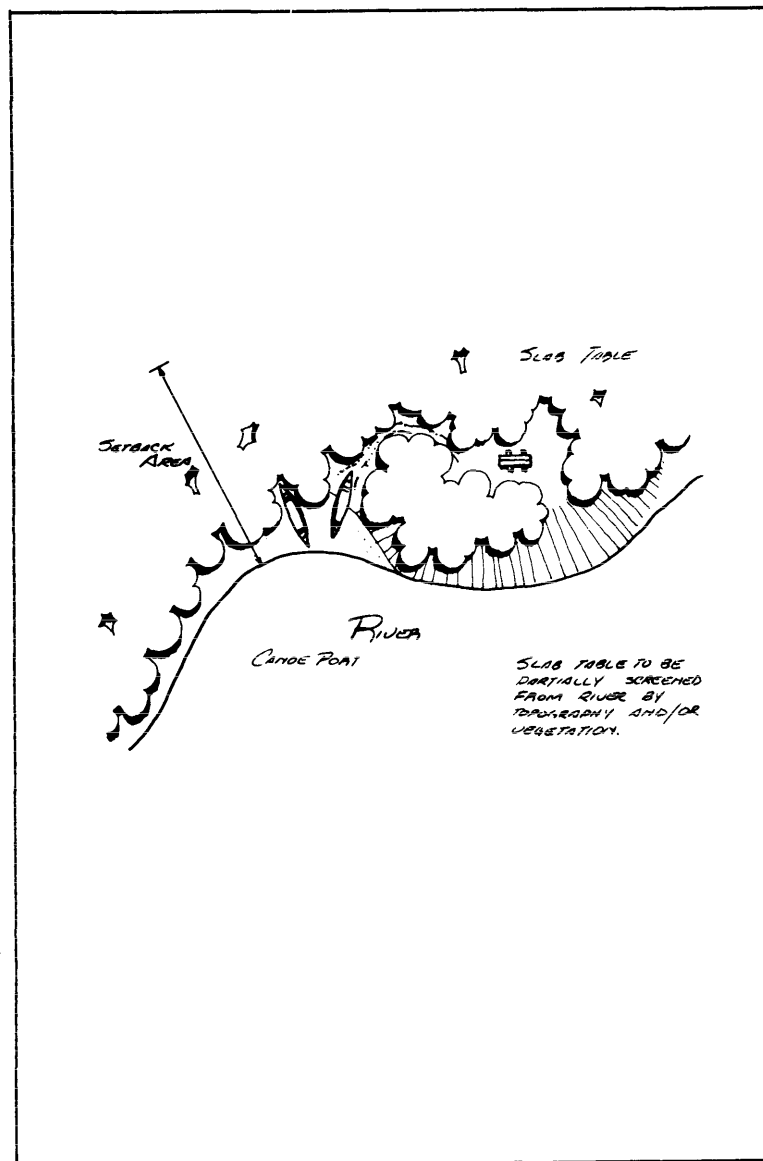 SLAB TABLE
SETBACK
AREA
RIVER
CANOE PORT
SLAB TABLE TO BE
PARTIALLY SCREENED
FROM RIVER BY
TOPOGRAPHY AND/OR
VEGETATION.